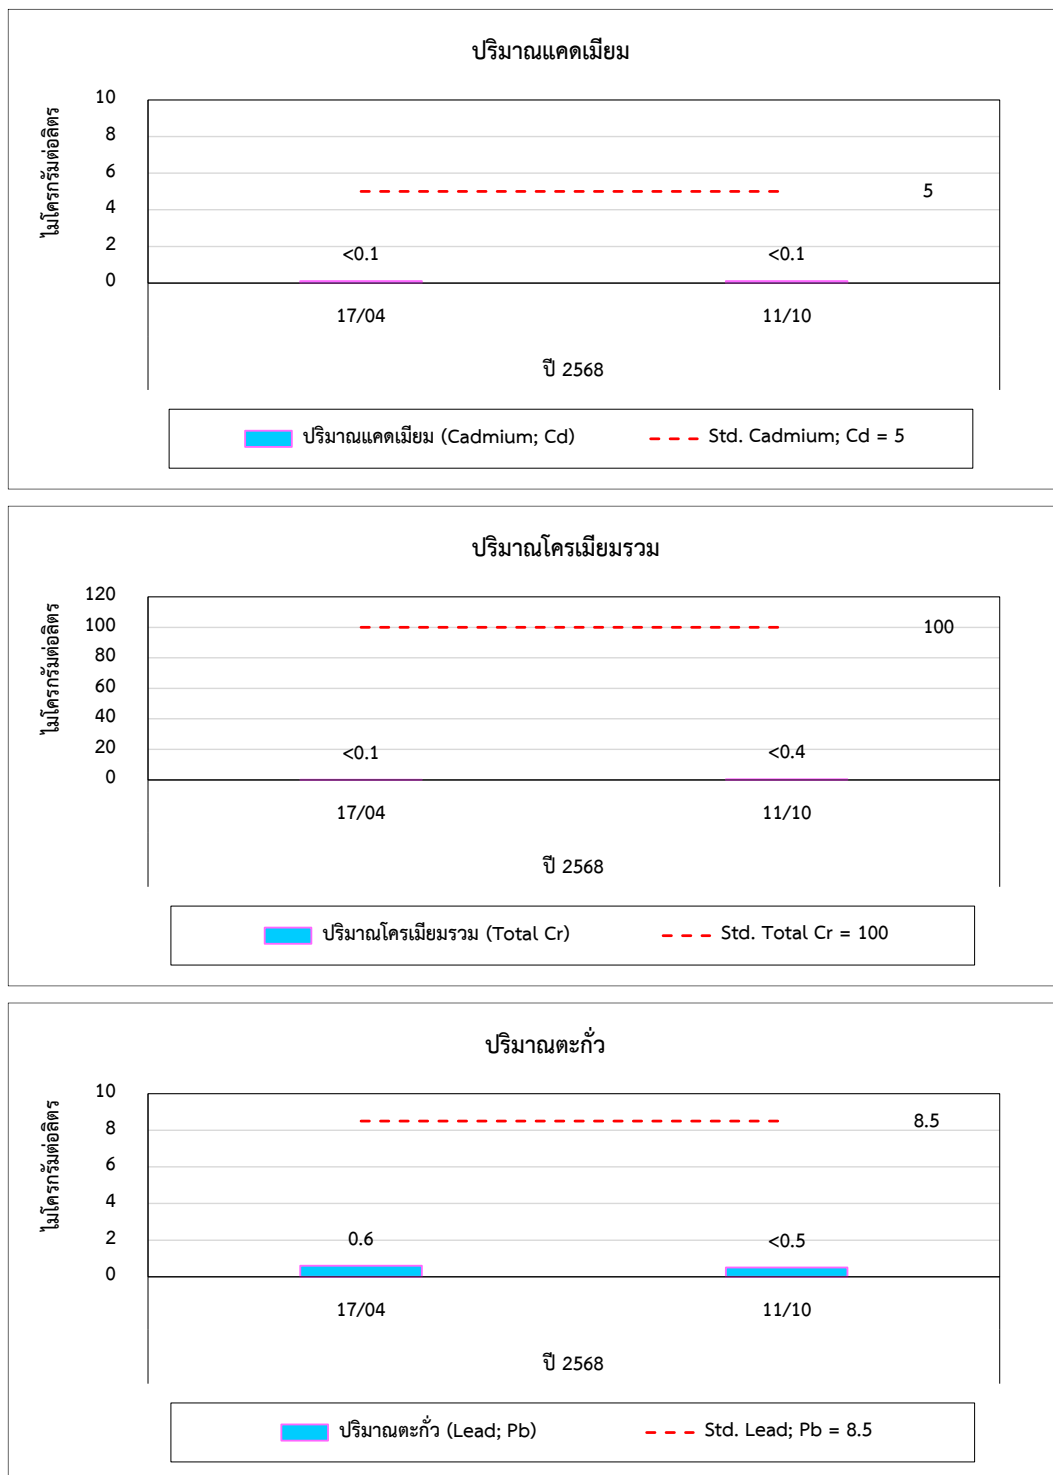 ปริมาณแคดเมียม
ไมโครกรัมต่อลิตร
10
8
6
4
2
0
5
<0.1
<0.1
17/04
11/10
ปี 2568
ปริมาณแคดเมียม (Cadmium; Cd)
Std. Cadmium; Cd = 5
ปริมาณโครเมียมรวม
ไมโครกรัมต่อลิตร
120
100
80
60
40
20
0
100
<0.1
<0.4
17/04
11/10
ปี 2568
ปริมาณโครเมียมรวม (Total Cr)
Std. Total Cr = 100
ปริมาณตะกั่ว
ไมโครกรัมต่อลิตร
10
8
6
4
2
0
8.5
0.6
<0.5
17/04
11/10
ปี 2568
ปริมาณตะกั่ว (Lead; Pb)
Std. Lead; Pb = 8.5